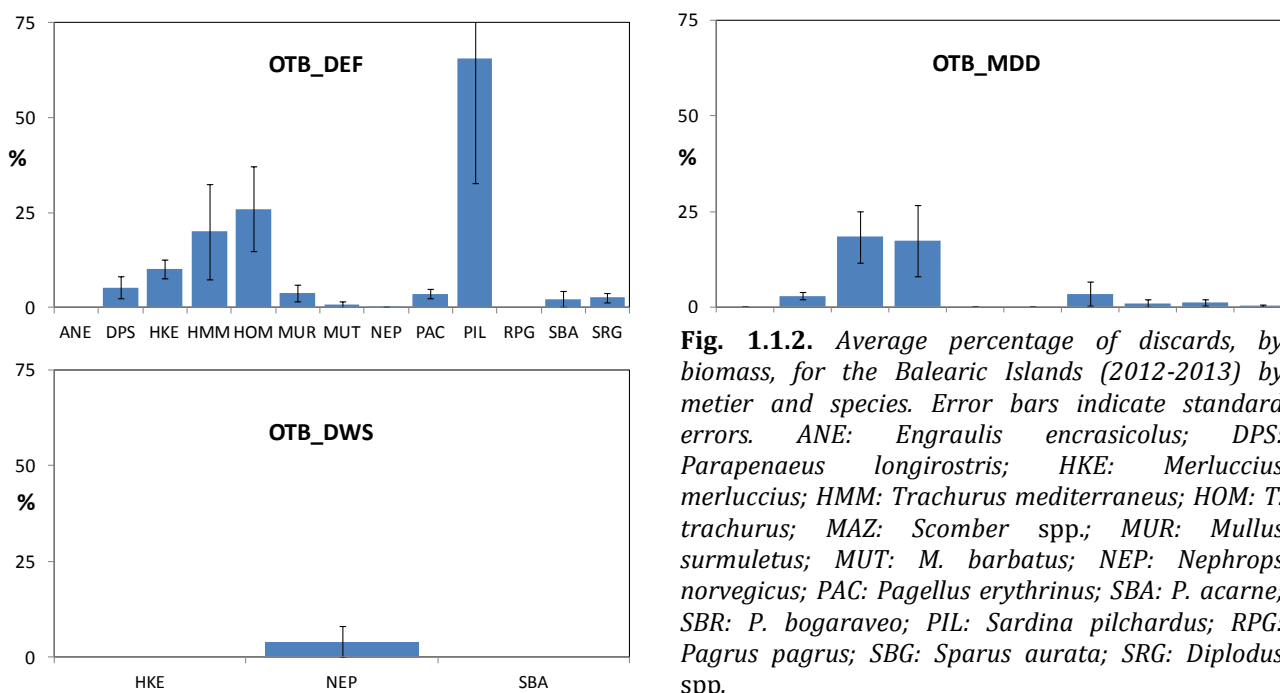 75
OTB_DEF
50
%
25
0
ANE DPS HKE HMM HOM MUR MUT NEP PAC PIL RPG SBA SRG
75
OTB_MDD
50
%
25
0
75
OTB_DWS
50
%
25
0
HKE NEP SBA
Fig. 1.1.2. Average percentage of discards, by
biomass, for the Balearic Islands (2012-2013) by
metier and species. Error bars indicate standard
errors. ANE: Engraulis encrasicolus; DPS:
Parapenaeus longirostris; HKE: Merluccius
merluccius; HMM: Trachurus mediterraneus; HOM: T.
trachurus; MAZ: Scomber spp.; MUR: Mullus
surmuletus; MUT: M. barbatus; NEP: Nephrops
norvegicus; PAC: Pagellus erythrinus; SBA: P. acarne;
SBR: P. bogaraveo; PIL: Sardina pilchardus; RPG:
Pagrus pagrus; SBG: Sparus aurata; SRG: Diplodus
spp.